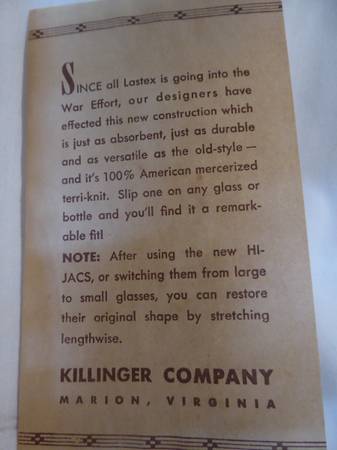 SINCE all Lastex is going into the
War Effort, our designers have
effected this new construction which
is just as absorbent, just as durable
and as versatile as the old-style —
and it's 100% American mercerized
terri-knit. Slip one on any glass or
bottle and you'll find it a remark-
able fit!
NOTE: After using the new HI-
JACS, or switching them from large
to small glasses, you can restore
their original shape by stretching
lengthwise.
KILLINGER COMPANY
MARION, VIRGINIA